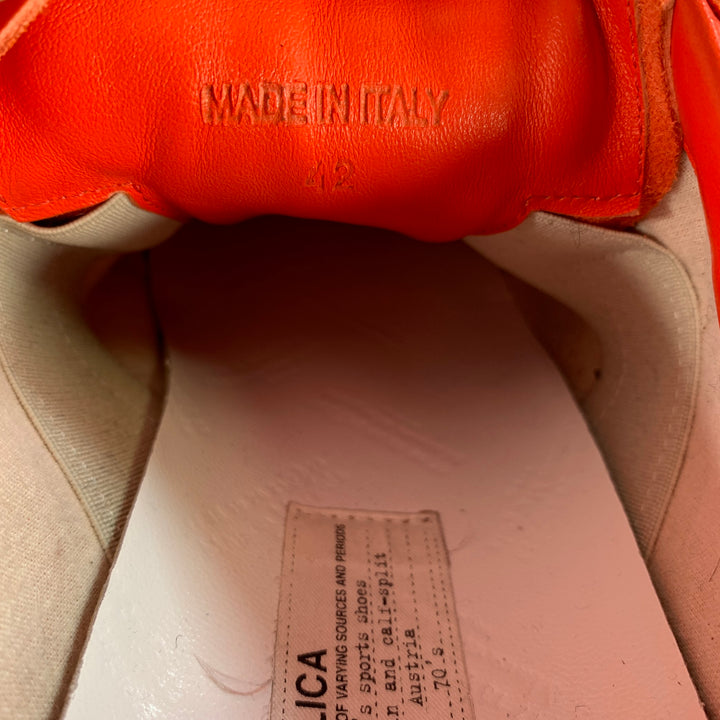 MADE IN ITALY
42
LICA
OF VARYING SOURCES AND PERIODS
's sports shoes
n and calf-split
Austria
70's